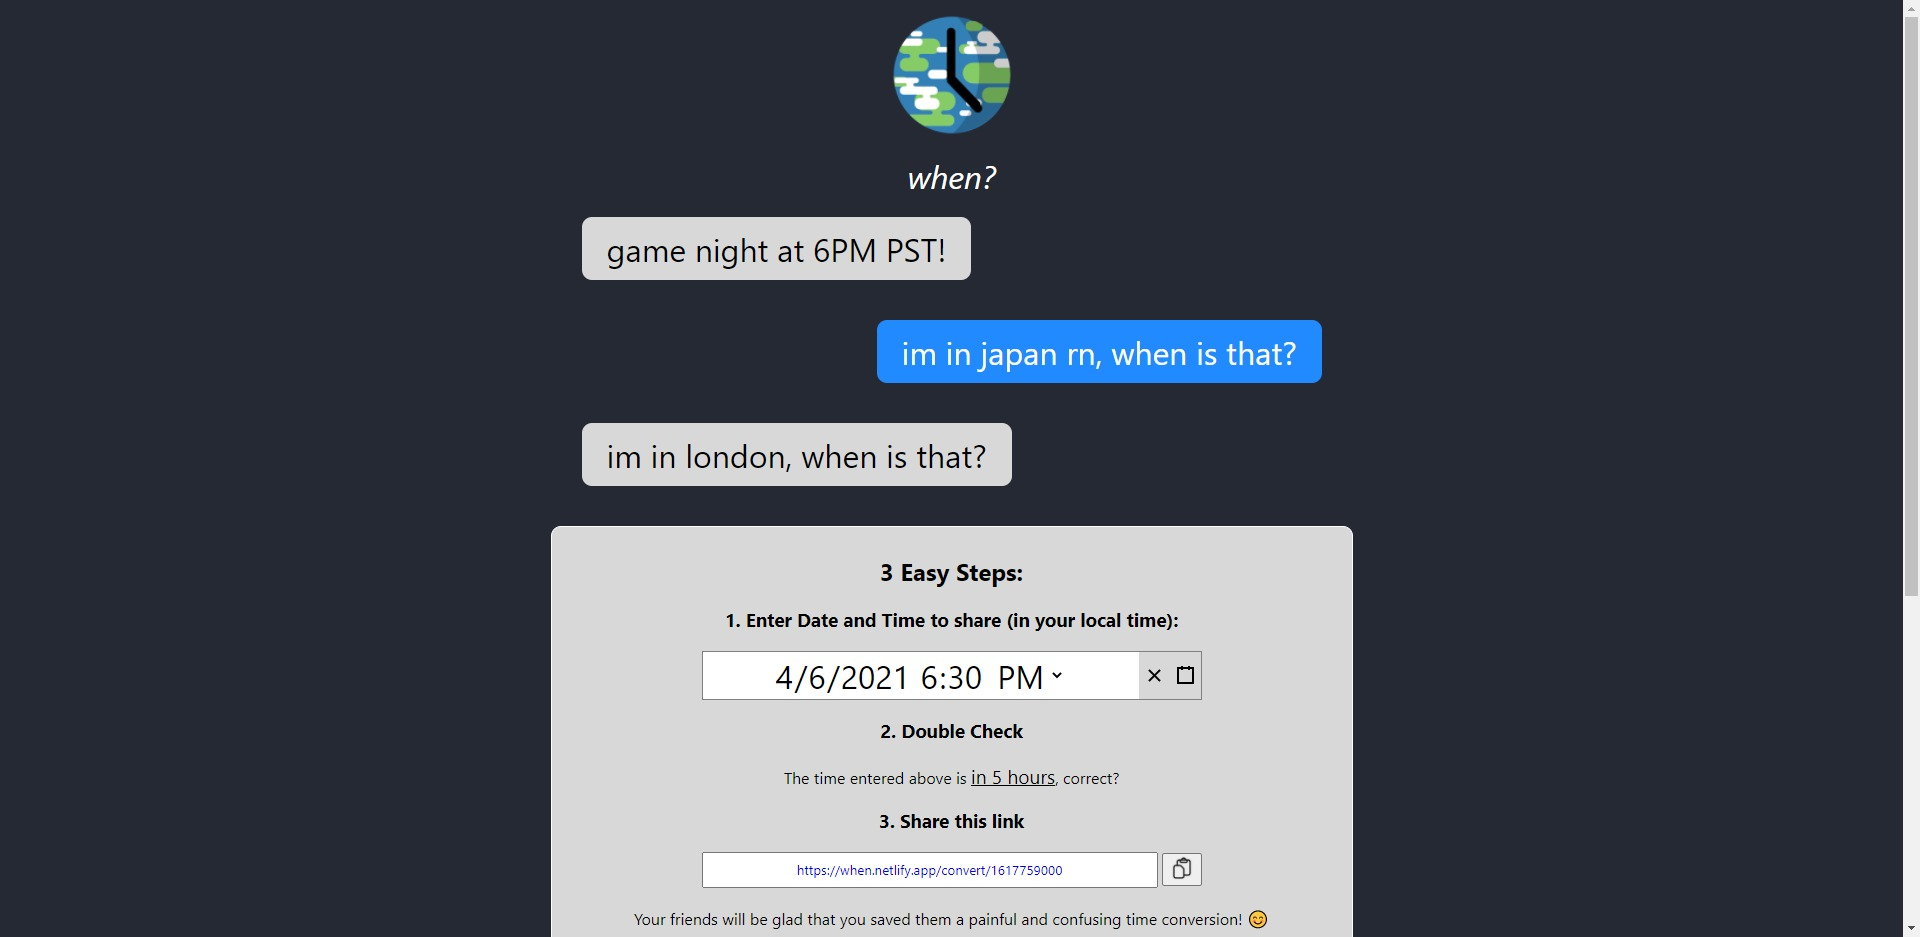 when?
game night at 6PM PST!
im in japan rn, when is that?
im in london, when is that?
3 Easy Steps:
1. Enter Date and Time to share (in your local time):
4/6/2021 6:30 PM
2. Double Check
The time entered above is in 5 hours, correct?
3. Share this link
https://when.netlify.app/convert/1617759000
Your friends will be glad that you saved them a painful and confusing time conversion! 😊